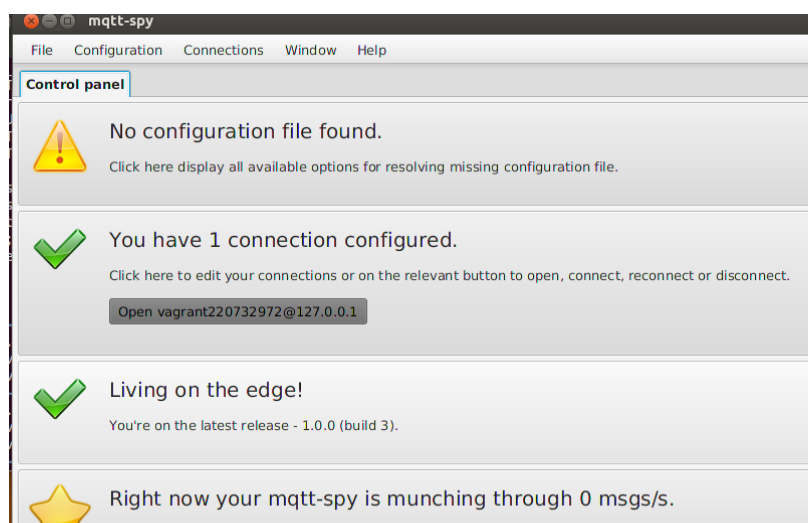 mqtt-spy
File Configuration Connections Window Help
Control panel
No configuration file found.
Click here display all available options for resolving missing configuration file.
You have 1 connection configured.
Click here to edit your connections or on the relevant button to open, connect, reconnect or disconnect.
Open vagrant220732972@127.0.0.1
Living on the edge!
You're on the latest release - 1.0.0 (build 3).
Right now your mqtt-spy is munching through 0 msgs/s.